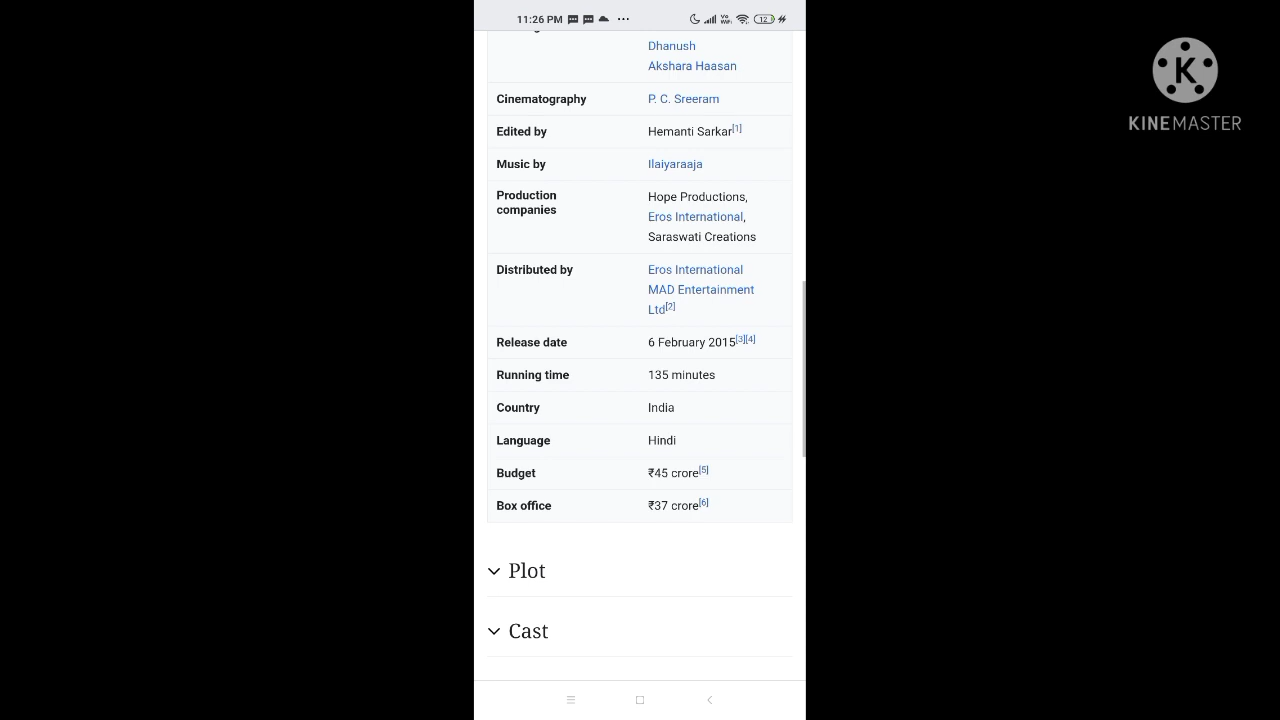 11:26 PM
12
Dhanush
Akshara Haasan
Cinematography P. C. Sreeram
Edited by Hemanti Sarkar[1]
Music by Ilaiyaraaja
Production companies Hope Productions,
Eros International,
Saraswati Creations
Distributed by Eros International
MAD Entertainment
Ltd[2]
Release date 6 February 2015[3][4]
Running time 135 minutes
Country India
Language Hindi
Budget ₹45 crore[5]
Box office ₹37 crore[6]
Plot
Cast
K
KINEMASTER